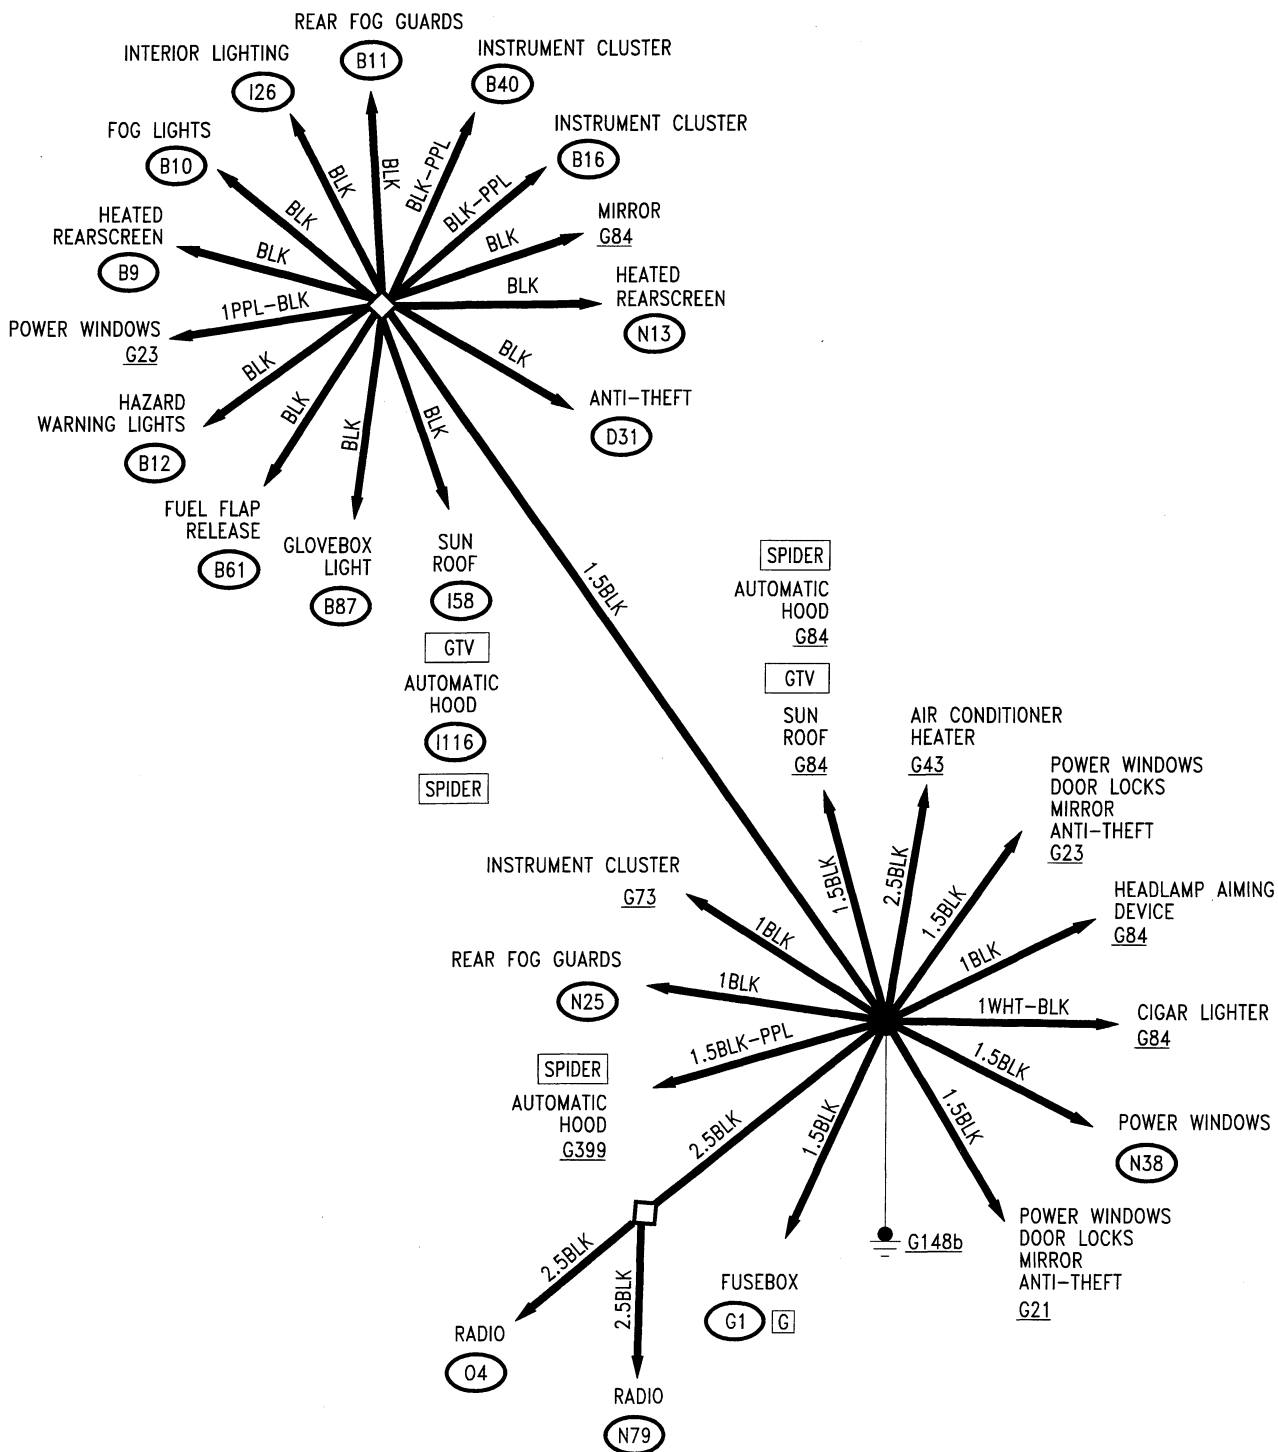 REAR FOG GUARDS
B11
INSTRUMENT CLUSTER
B40
INTERIOR LIGHTING
I26
INSTRUMENT CLUSTER
B16
FOG LIGHTS
B10
MIRROR
G84
HEATED
REARSCREEN
B9
HEATED
REARSCREEN
N13
POWER WINDOWS
G23
ANTI-THEFT
D31
HAZARD
WARNING LIGHTS
B12
FUEL FLAP
RELEASE
B61
GLOVEBOX
LIGHT
B87
SUN
ROOF
I58
GTV
AUTOMATIC
HOOD
I116
SPIDER
BLK
BLK
BLK-PPL
BLK-PPL
BLK
BLK
BLK
BLK
BLK
1PPL-BLK
BLK
BLK
BLK
BLK
1.5BLK
SPIDER
AUTOMATIC
HOOD
G84
GTV
SUN
ROOF
G84
AIR CONDITIONER
HEATER
G43
POWER WINDOWS
DOOR LOCKS
MIRROR
ANTI-THEFT
G23
HEADLAMP AIMING
DEVICE
G84
CIGAR LIGHTER
G84
POWER WINDOWS
N38
POWER WINDOWS
DOOR LOCKS
MIRROR
ANTI-THEFT
G21
G148b
INSTRUMENT CLUSTER
G73
REAR FOG GUARDS
N25
SPIDER
AUTOMATIC
HOOD
G399
FUSEBOX
G1
G
RADIO
O4
RADIO
N79
1.5BLK
2.5BLK
1.5BLK
1BLK
1WHT-BLK
1.5BLK
1.5BLK
1.5BLK
1BLK
1BLK
1.5BLK-PPL
2.5BLK
2.5BLK
2.5BLK